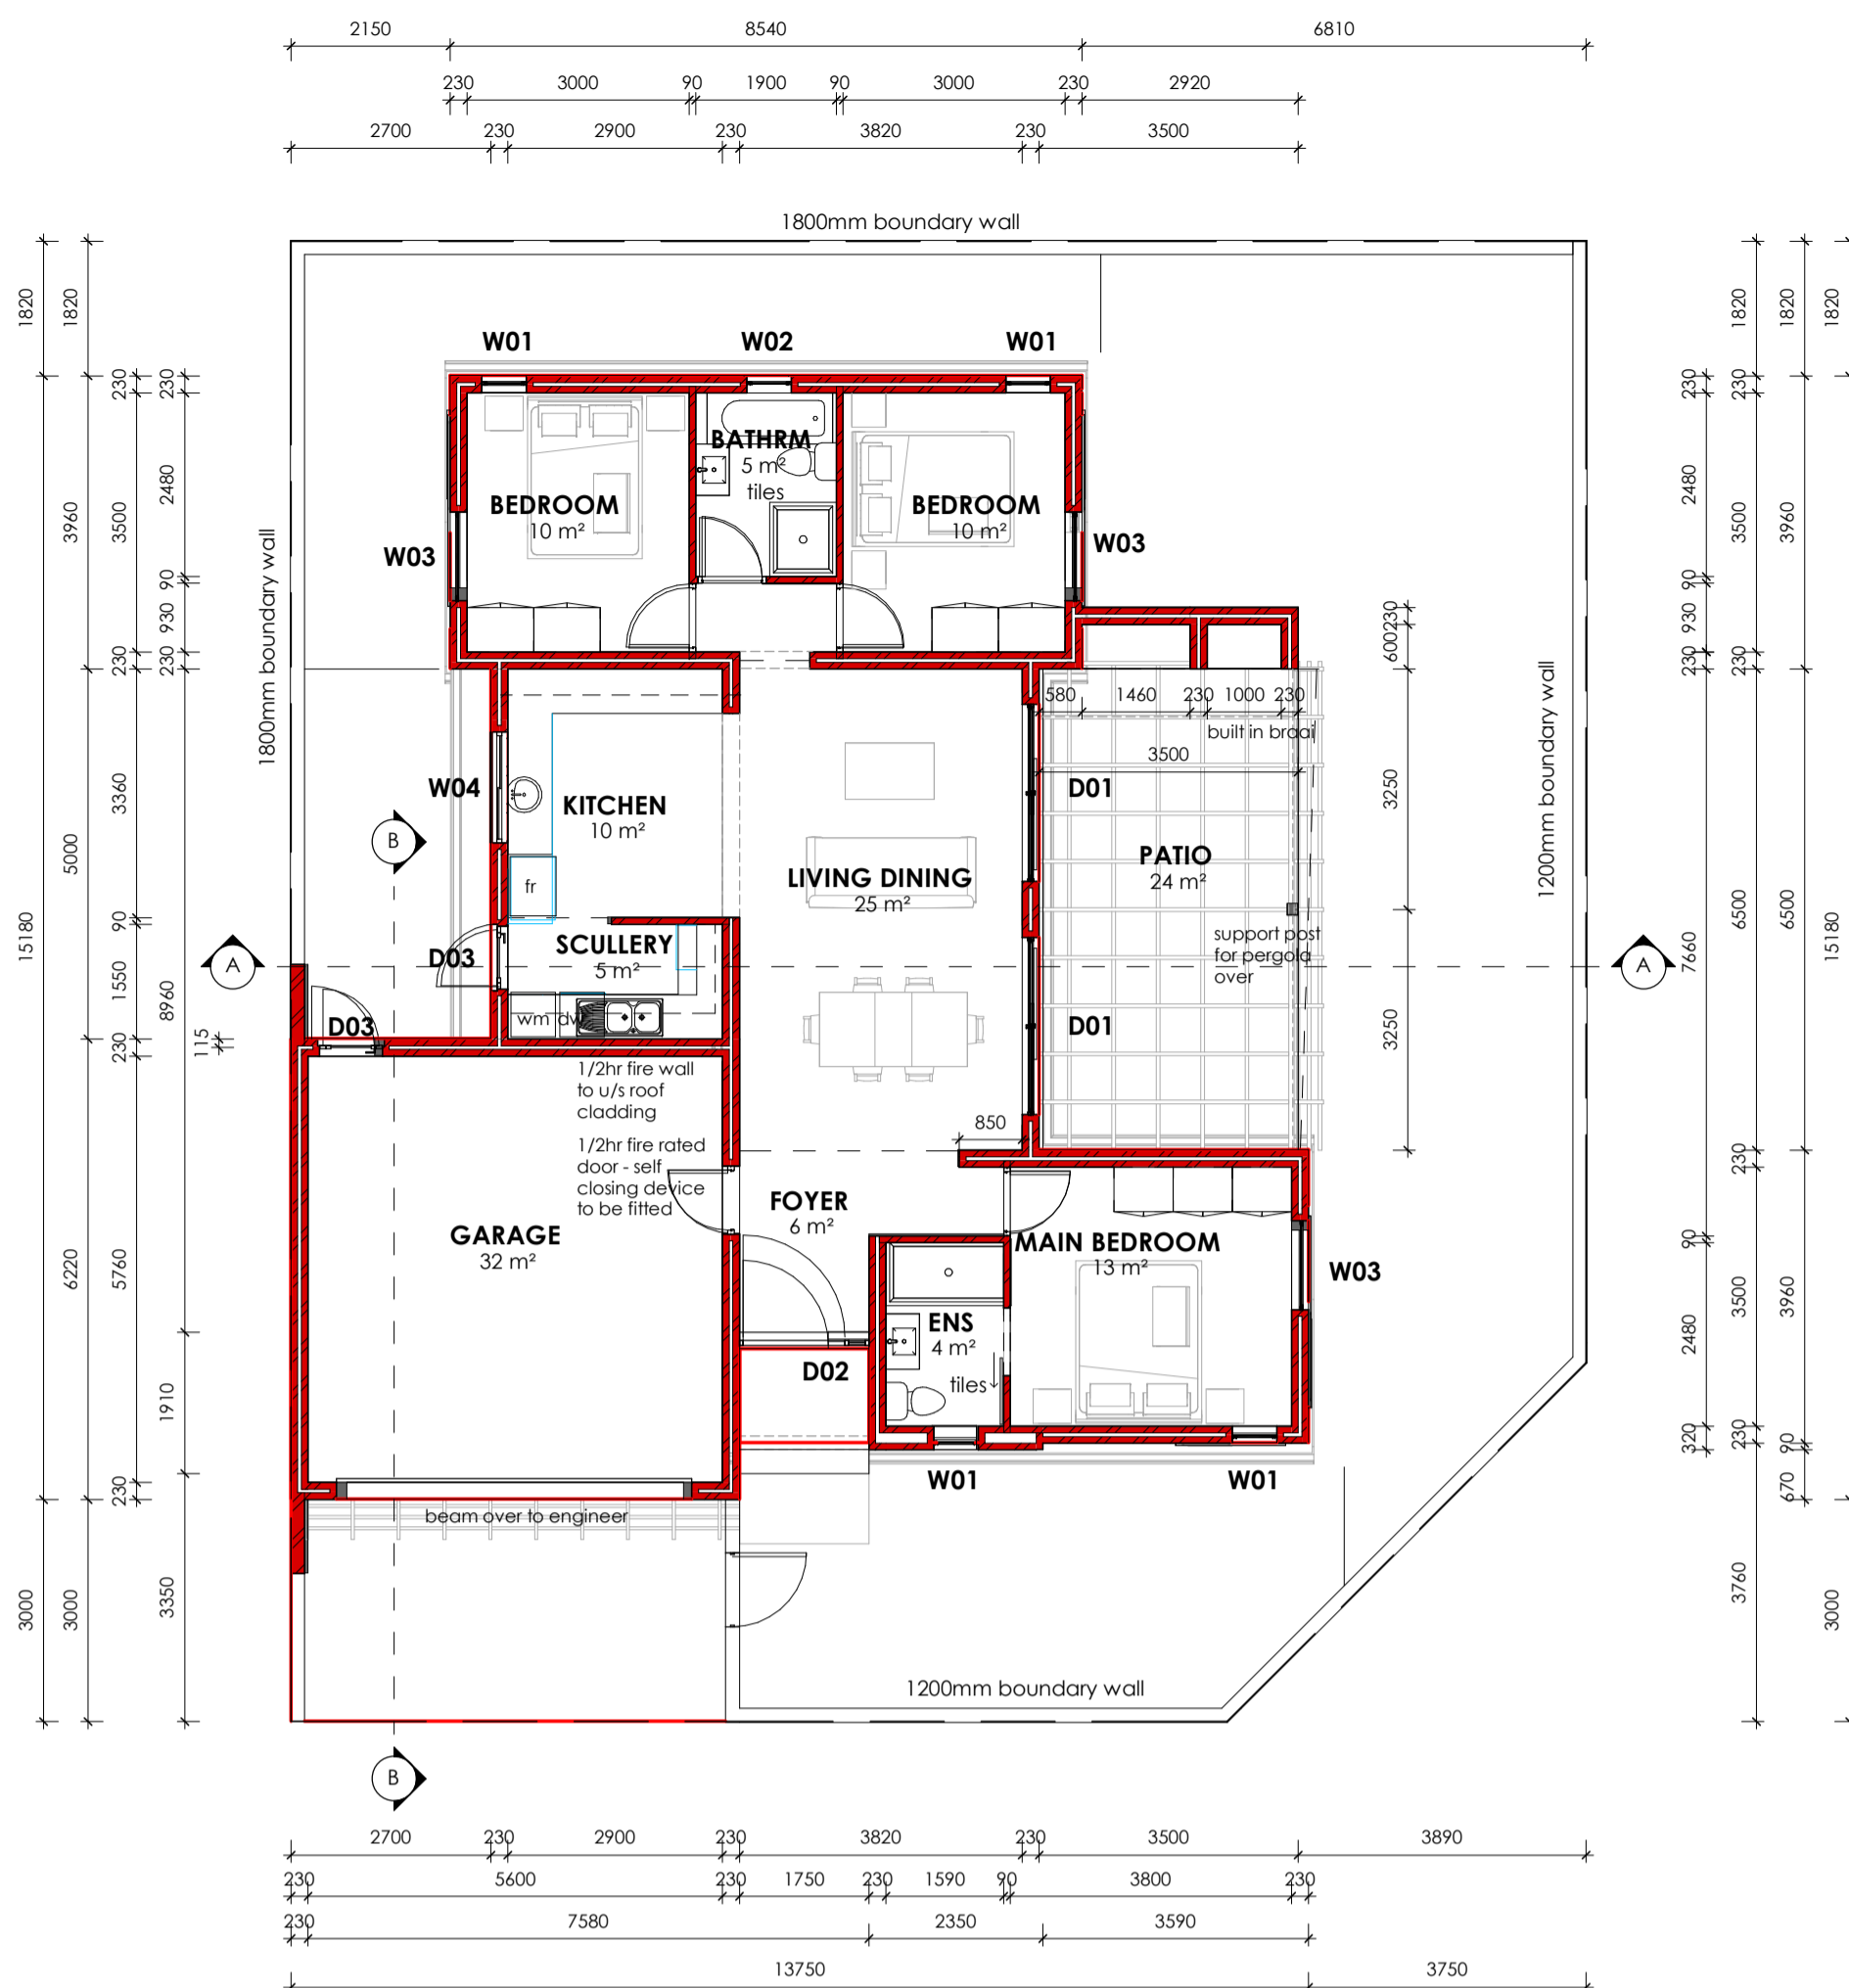 2150 8540 6810
230 3000 90 1900 90 3000 230 2920
2700 230 2900 230 3820 230 3500
1800mm boundary wall
W01 W02 W01
BATHRM
5 m²
tiles
BEDROOM
10 m²
BEDROOM
10 m²
W03
W03
1800mm boundary wall
1200mm boundary wall
580 1460 230 1000 230
built in braai
3500
W04
KITCHEN
10 m²
D01
B
PATIO
24 m²
LIVING DINING
25 m²
fr
support post
for pergola
over
SCULLERY
5 m²
D03
A
A
wm dw
D03
D01
1/2hr fire wall
to u/s roof
cladding
1/2hr fire rated
door - self
closing device
to be fitted
850
FOYER
6 m²
GARAGE
32 m²
MAIN BEDROOM
13 m²
W03
ENS
4 m²
tiles
D02
W01 W01
beam over to engineer
1200mm boundary wall
B
1820 15180 3000
1820 3960 5000 6220 3000
230 3500 230 3360 90 1550 230 5760 230
230 2480 90 930 230 8960 1910 3350
115
600 230 3250 3250
230 2480 90 930 230 7760 90 2480 320
1820 230 3500 230 6500 230 3500 230 3760
1820 3960 6500 3960 90 670
1820 15180 3000
2700 230 2900 230 3820 230 3500 3890
230 5600 230 1750 230 1590 90 3800 230
230 7580 2350 3590
13750 3750